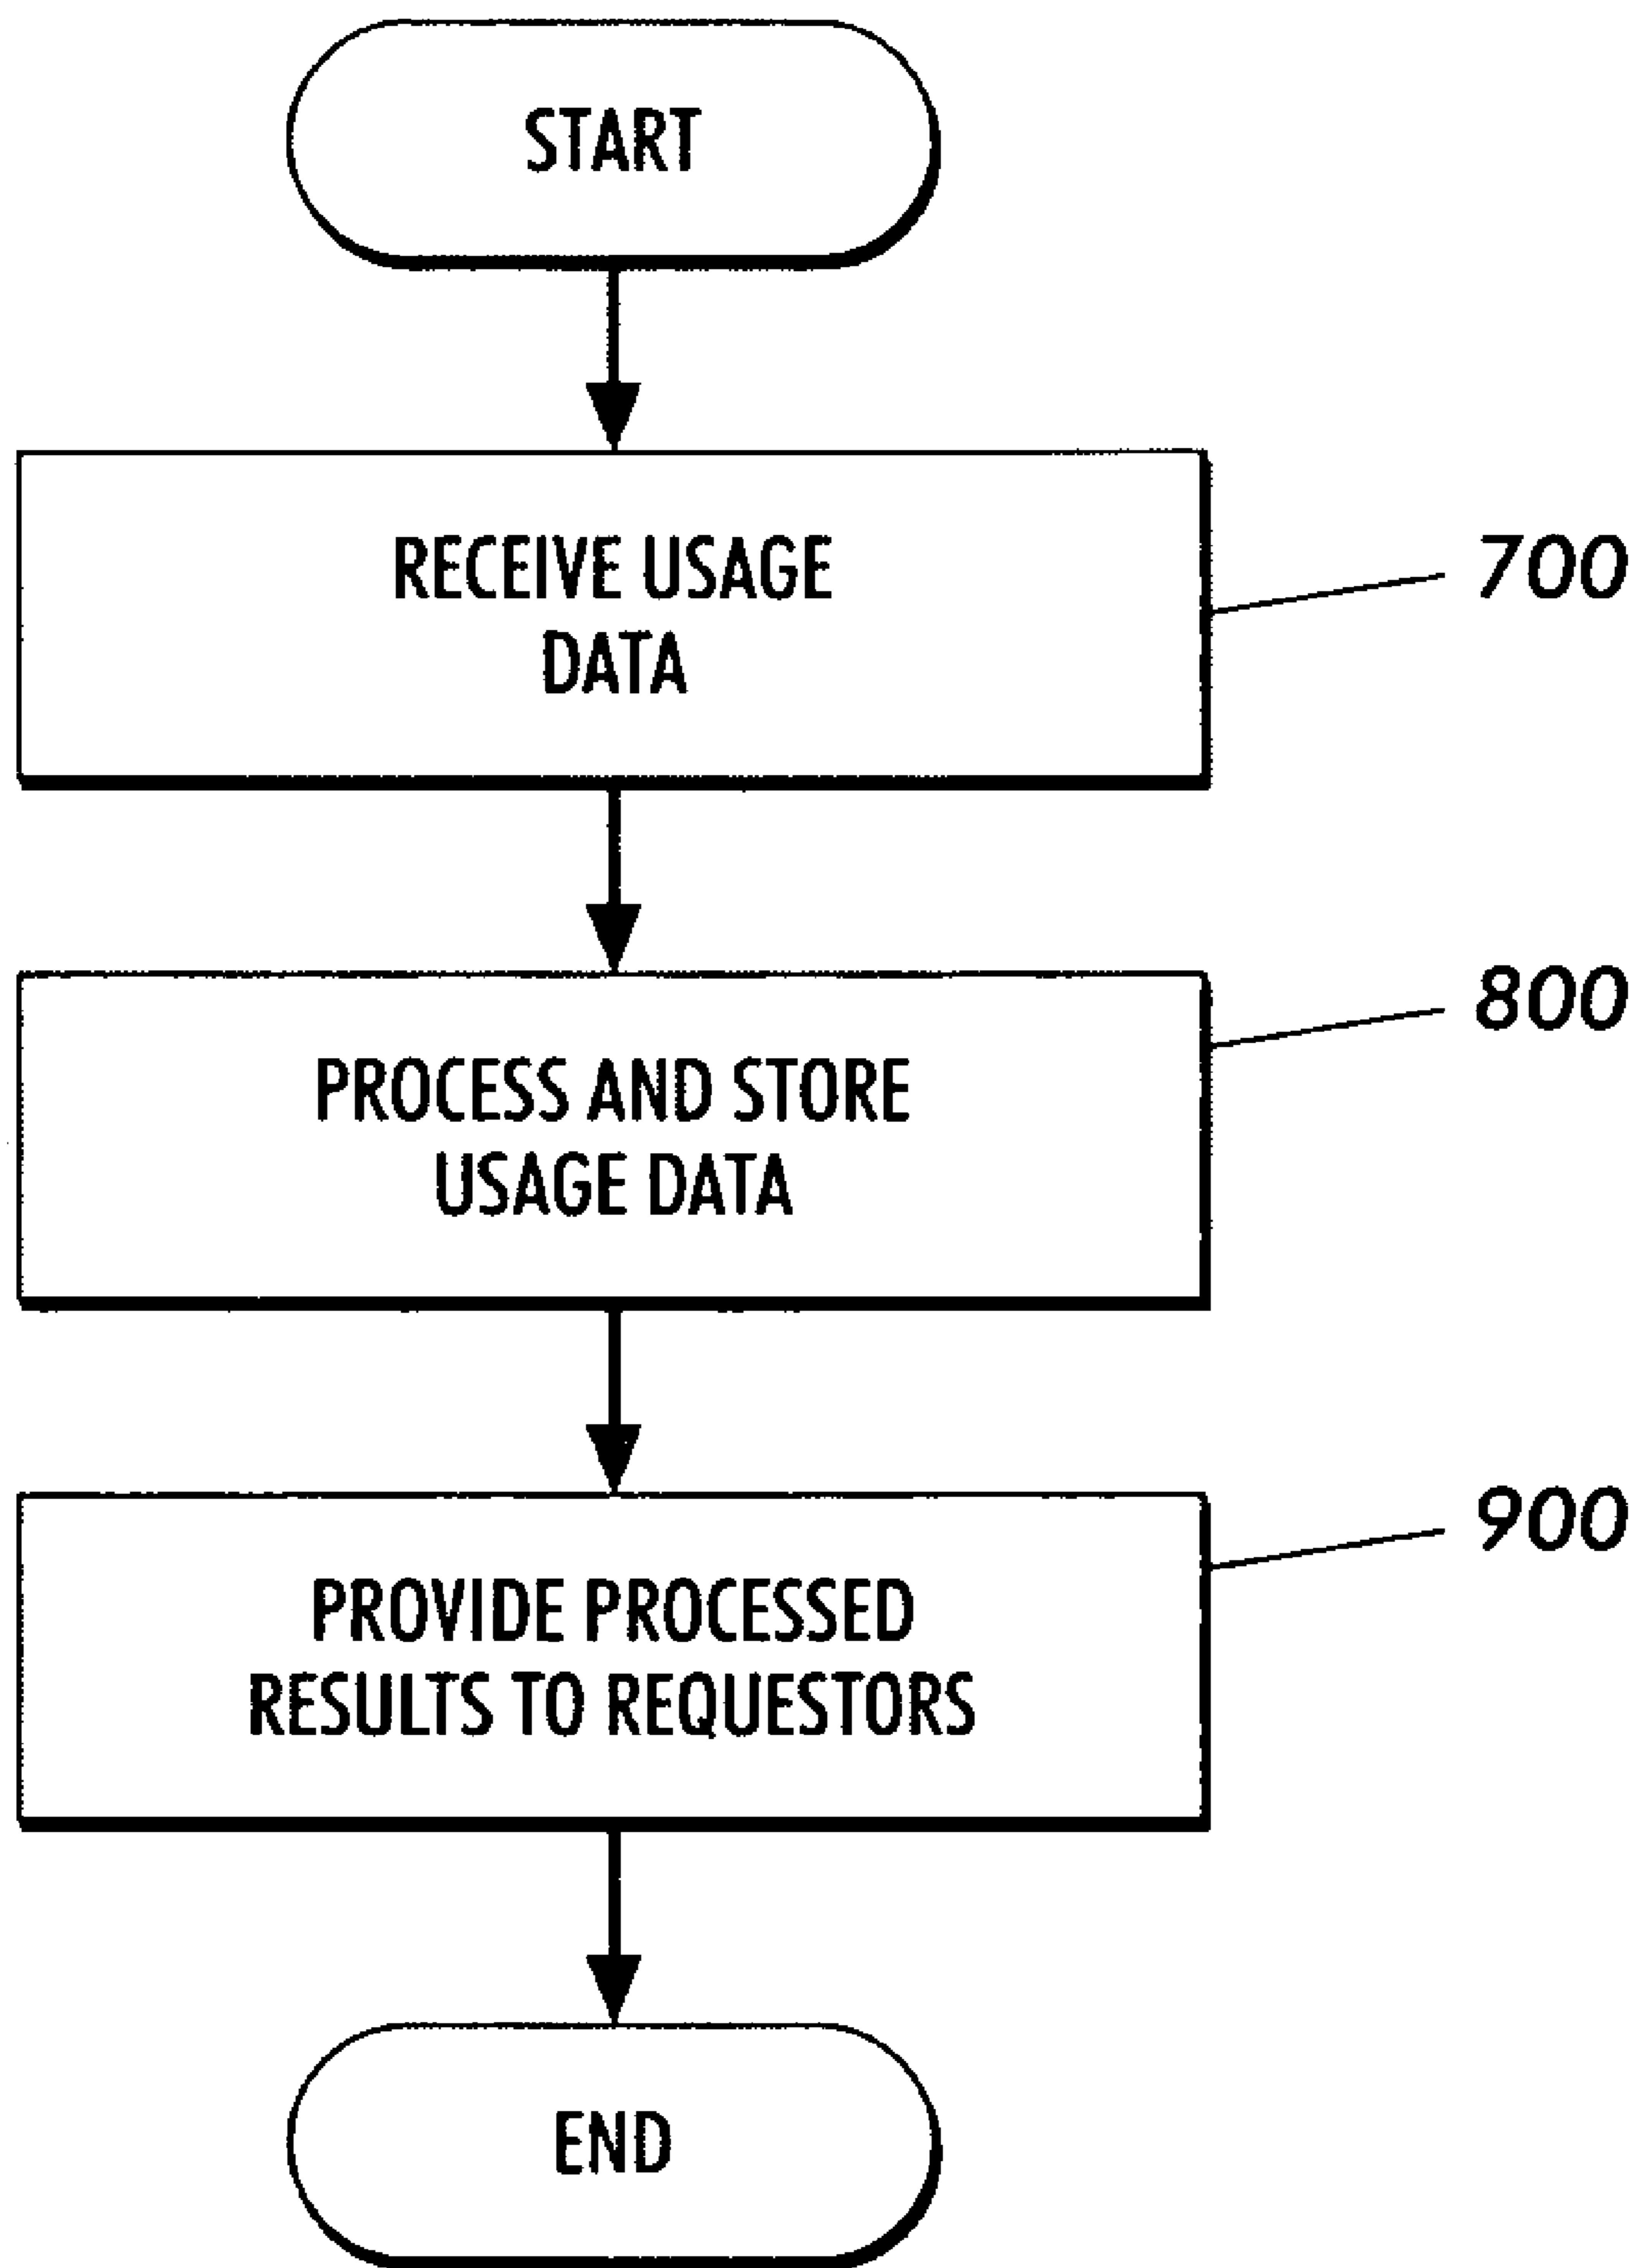 START
RECEIVE USAGE
DATA
700
PROCESS AND STORE
USAGE DATA
800
PROVIDE PROCESSED
RESULTS TO REQUESTORS
900
END